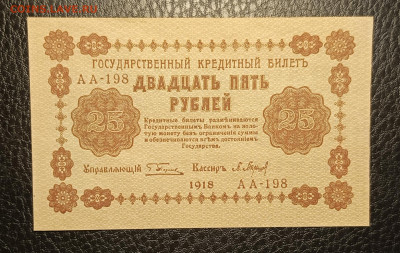 ГОСУДАРСТВЕННЫЙ КРЕДИТНЫЙ БИЛЕТЪ
АА-198
ДВАДЦАТЬ ПЯТЬ
РУБЛЕЙ
25
25
Кредитные билеты размѣниваются
Государственнымъ Банкомъ на золотую монету безъ ограниченія суммы
и обезпечиваются всѣмъ достояніемъ
Государства.
Управляющій
Кассиръ
1918 АА-198